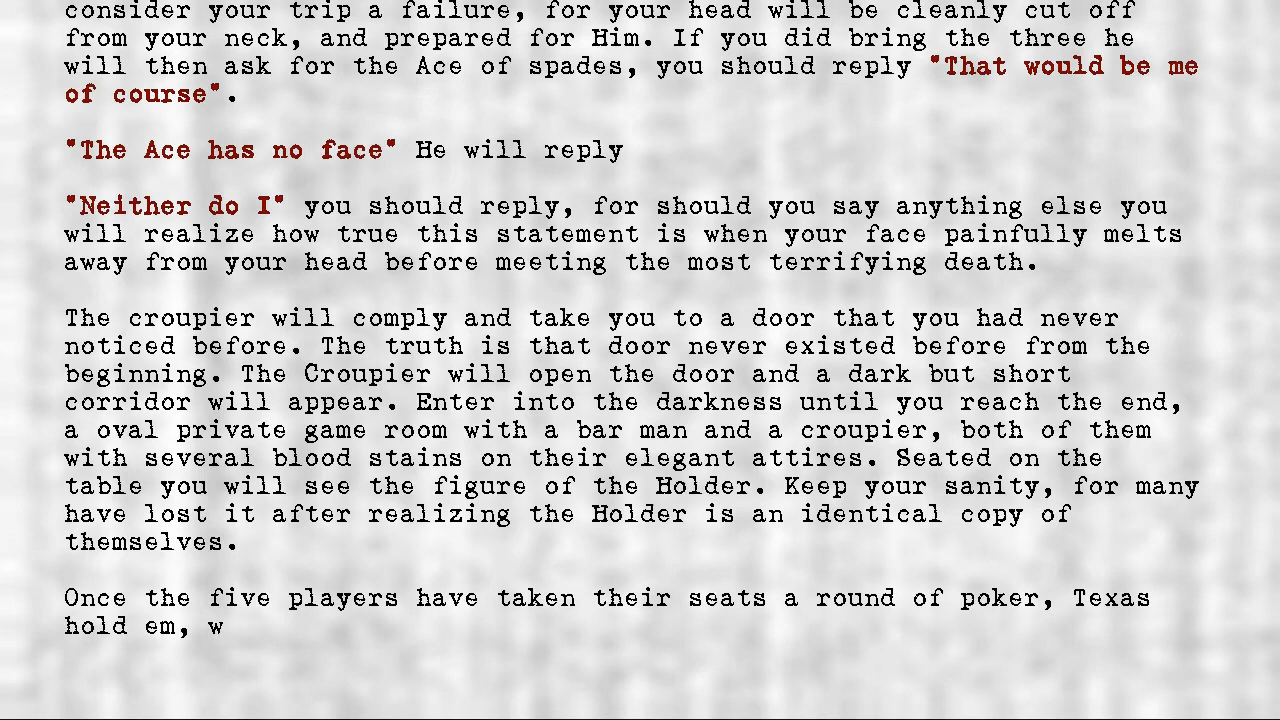 consider your trip a failure, for your head will be cleanly cut off
from your neck, and prepared for Him. If you did bring the three he
will then ask for the Ace of spades, you should reply "That would be me
of course".
"The Ace has no face" He will reply
"Neither do I" you should reply, for should you say anything else you
will realize how true this statement is when your face painfully melts
away from your head before meeting the most terrifying death.
The croupier will comply and take you to a door that you had never
noticed before. The truth is that door never existed before from the
beginning. The Croupier will open the door and a dark but short
corridor will appear. Enter into the darkness until you reach the end,
a oval private game room with a bar man and a croupier, both of them
with several blood stains on their elegant attires. Seated on the
table you will see the figure of the Holder. Keep your sanity, for many
have lost it after realizing the Holder is an identical copy of
themselves.
Once the five players have taken their seats a round of poker, Texas
hold em, w